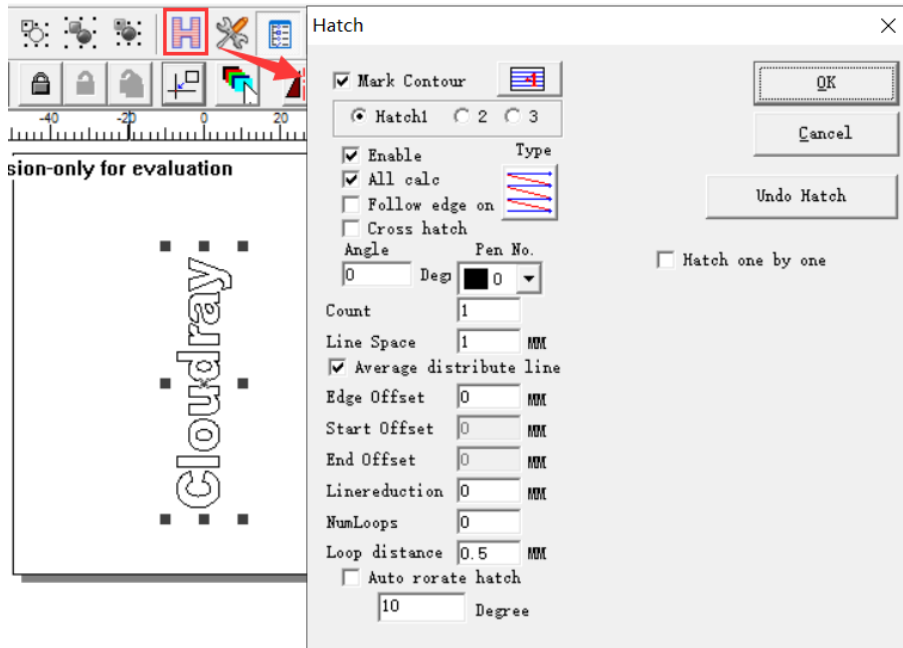 H
Hatch
Mark Contour
OK
Hatch1 2 3
Cancel
-40 -20 0 20
Enable Type
sion-only for evaluation
All calc
Follow edge on
Undo Hatch
Cross hatch
Angle Pen No.
Hatch one by one
0 Deg 0
Count 1
Line Space 1 MM
Average distribute line
Cloudray
Edge Offset 0 MM
Start Offset 0 MM
End Offset 0 MM
Linereduction 0 MM
NumLoops 0
Loop distance 0.5 MM
Auto rorate hatch
10 Degree